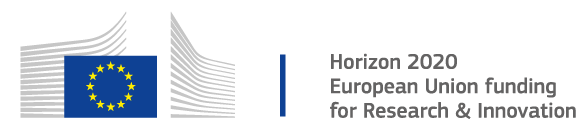 Horizon 2020
European Union funding
for Research & Innovation